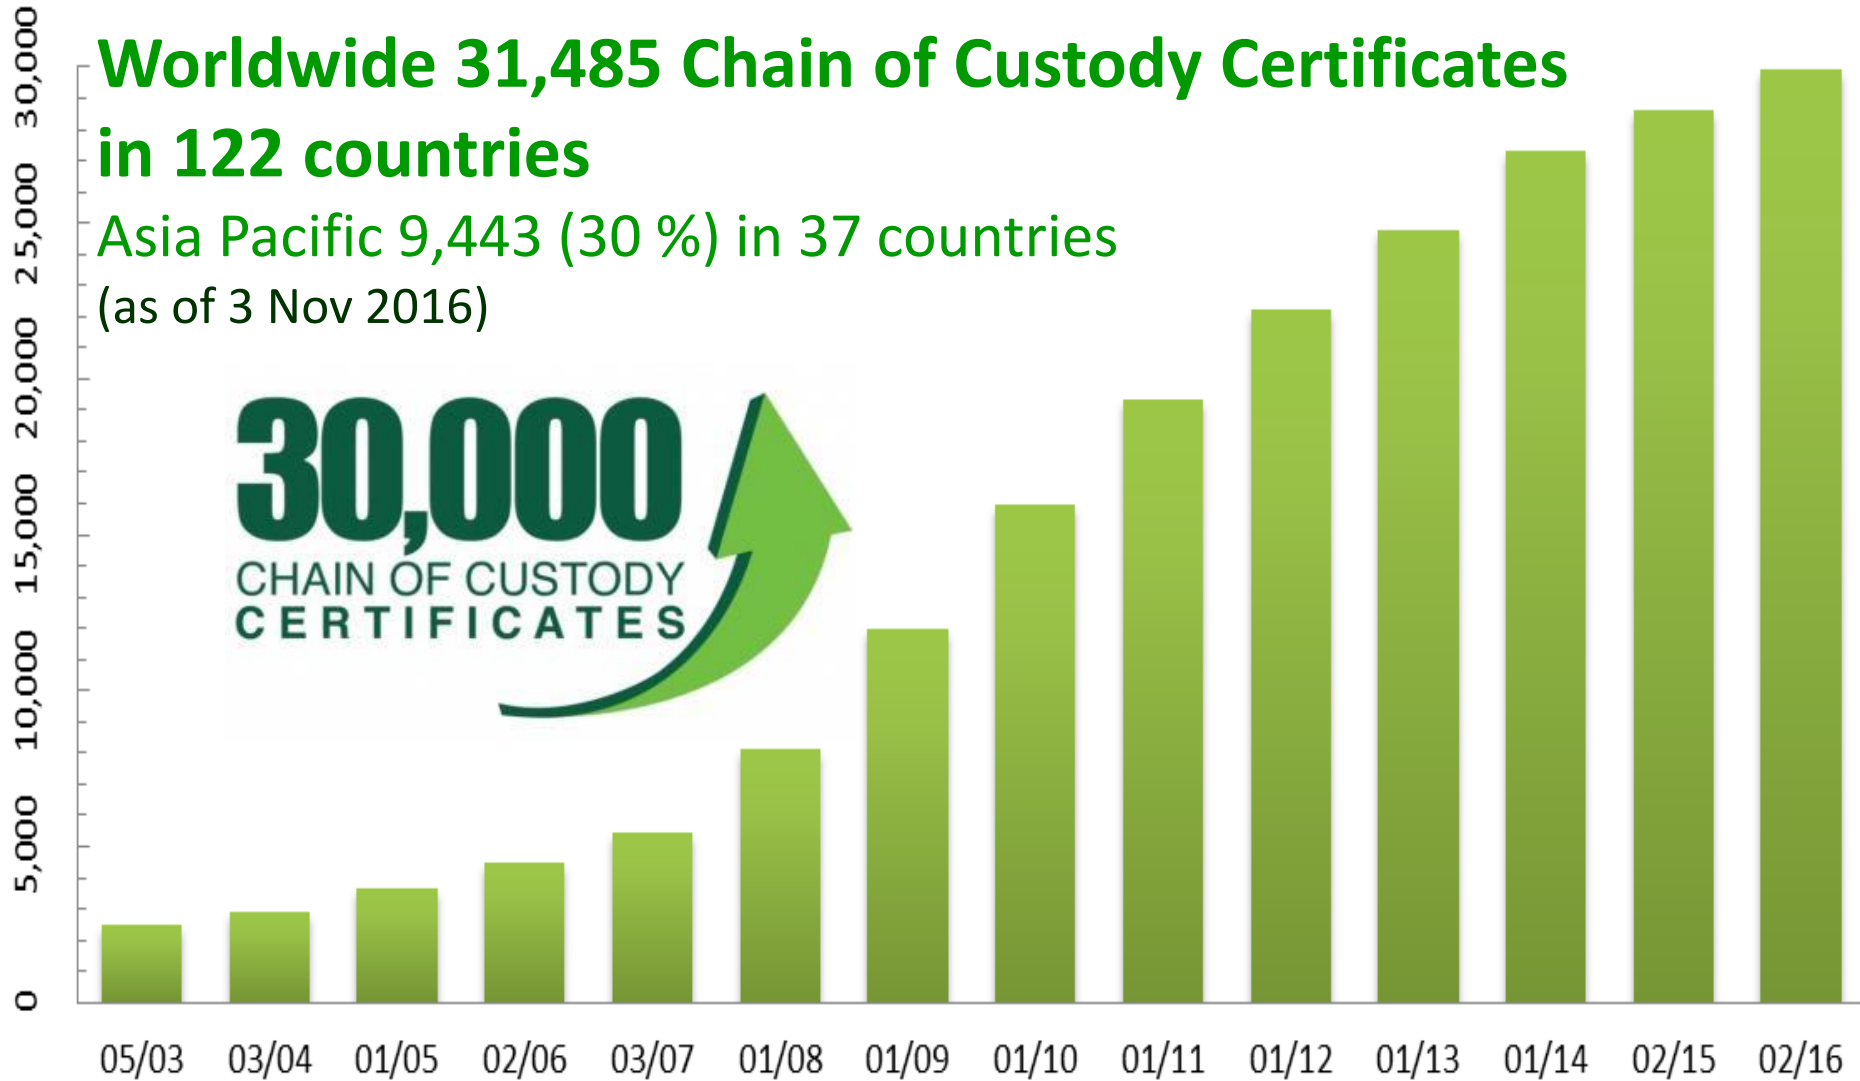 Worldwide 31,485 Chain of Custody Certificates
in 122 countries
Asia Pacific 9,443 (30 %) in 37 countries
(as of 3 Nov 2016)
30,000
CHAIN OF CUSTODY
CERTIFICATES
30,000
25,000
20,000
15,000
10,000
5,000
0
05/03 03/04 01/05 02/06 03/07 01/08 01/09 01/10 01/11 01/12 01/13 01/14 02/15 02/16